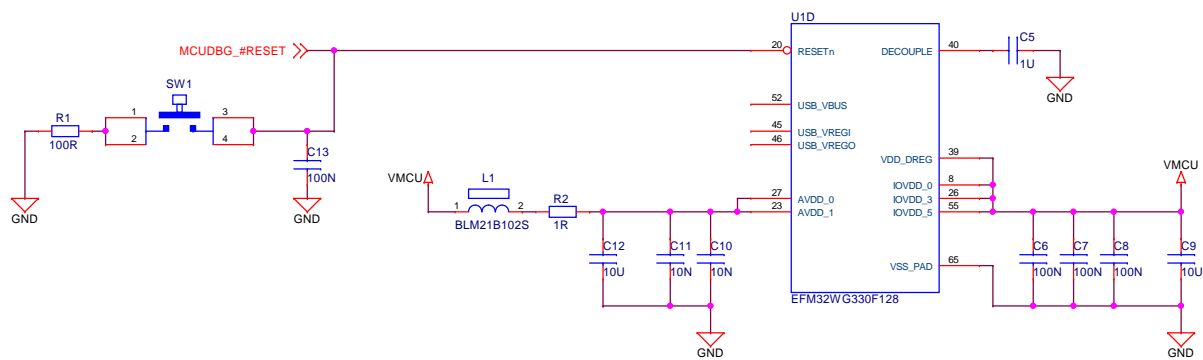 U1D
MCUDBG_#RESET
20
RESETn
DECOUPLE
40
C5
1U
GND
SW1
R1
100R
1
2
3
4
C13
100N
GND
GND
52
USB_VBUS
45
USB_VREGI
46
USB_VREGO
VDD_DREG
39
IOVDD_0
8
IOVDD_3
26
IOVDD_5
55
VMCU
VMCU
L1
1
2
BLM21B102S
R2
1R
27
AVDD_0
23
AVDD_1
C12
10U
C11
10N
C10
10N
GND
VSS_PAD
65
C6
100N
C7
100N
C8
100N
C9
10U
GND
EFM32WG330F128